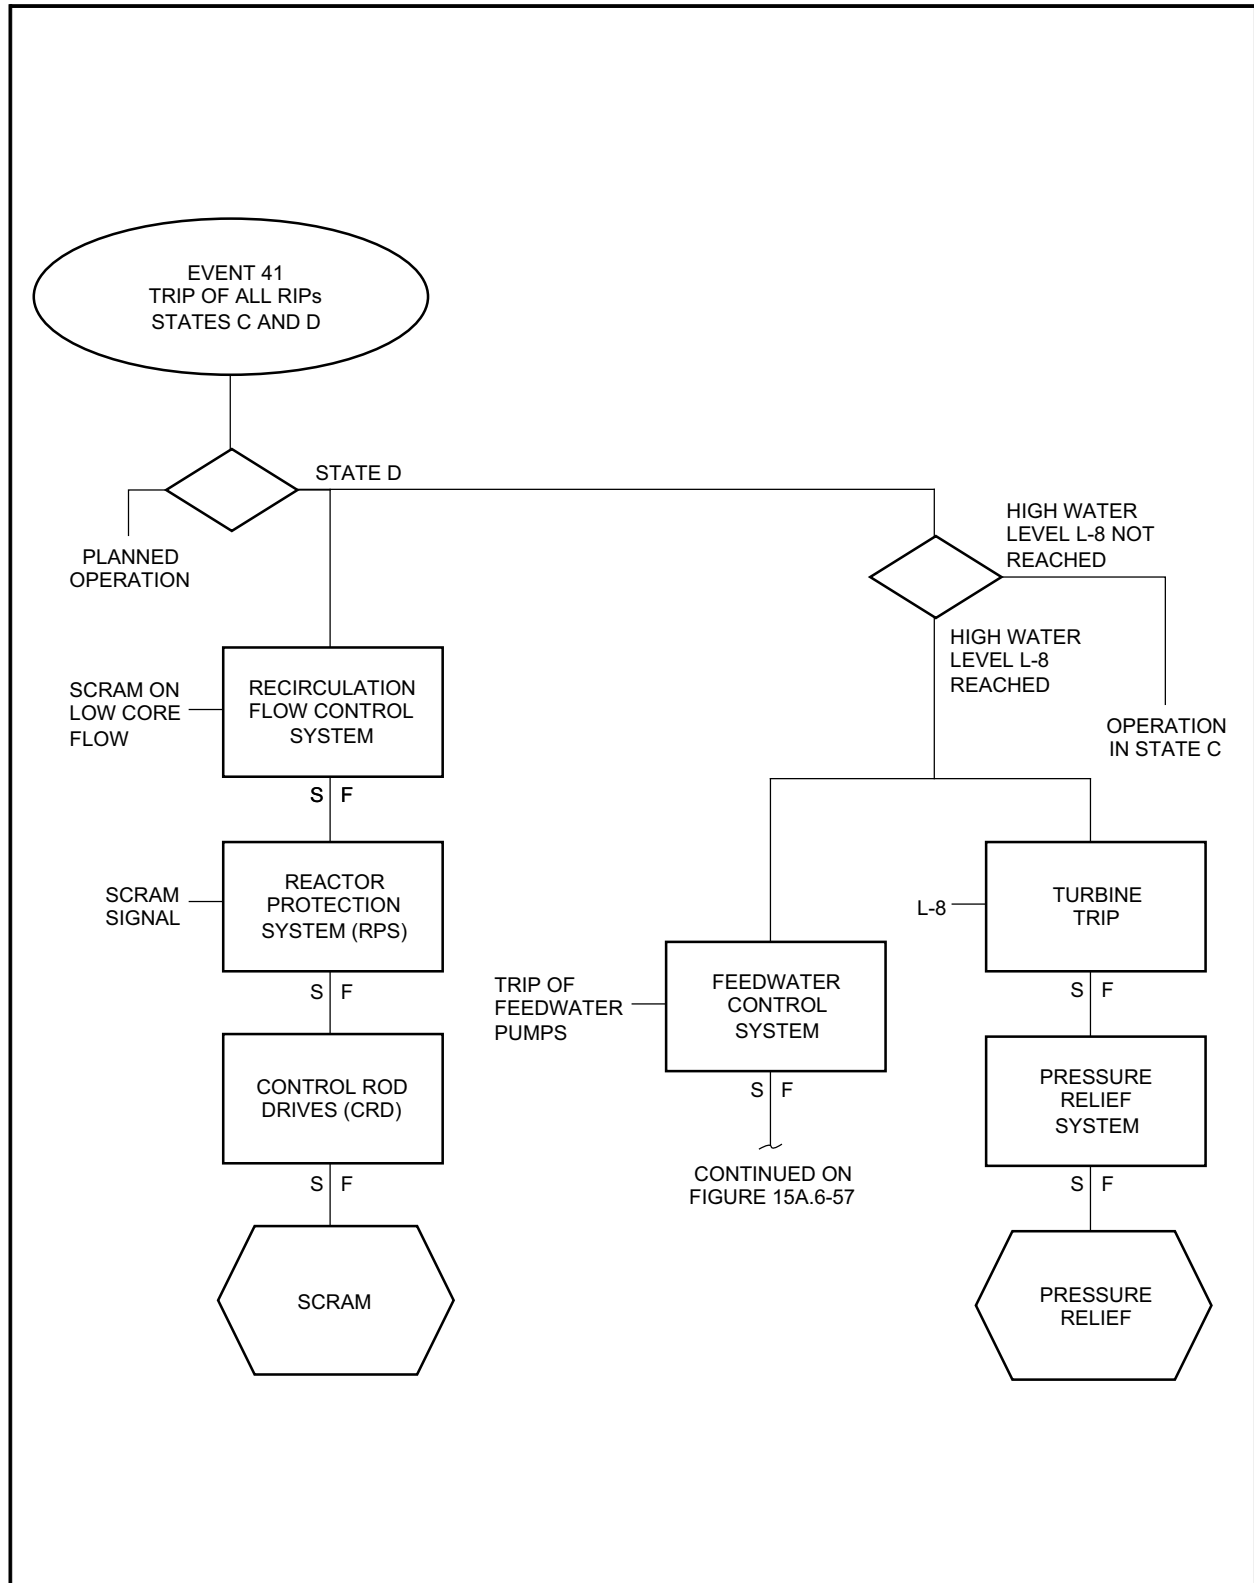 EVENT 41
TRIP OF ALL RIPs
STATES C AND D
STATE D
PLANNED
OPERATION
HIGH WATER
LEVEL L-8 NOT
REACHED
HIGH WATER
LEVEL L-8
REACHED
OPERATION
IN STATE C
SCRAM ON
LOW CORE
FLOW
RECIRCULATION
FLOW CONTROL
SYSTEM
S F
SCRAM
SIGNAL
REACTOR
PROTECTION
SYSTEM (RPS)
S F
CONTROL ROD
DRIVES (CRD)
S F
SCRAM
TRIP OF
FEEDWATER
PUMPS
FEEDWATER
CONTROL
SYSTEM
S F
CONTINUED ON
FIGURE 15A.6-57
L-8
TURBINE
TRIP
S F
PRESSURE
RELIEF
SYSTEM
S F
PRESSURE
RELIEF